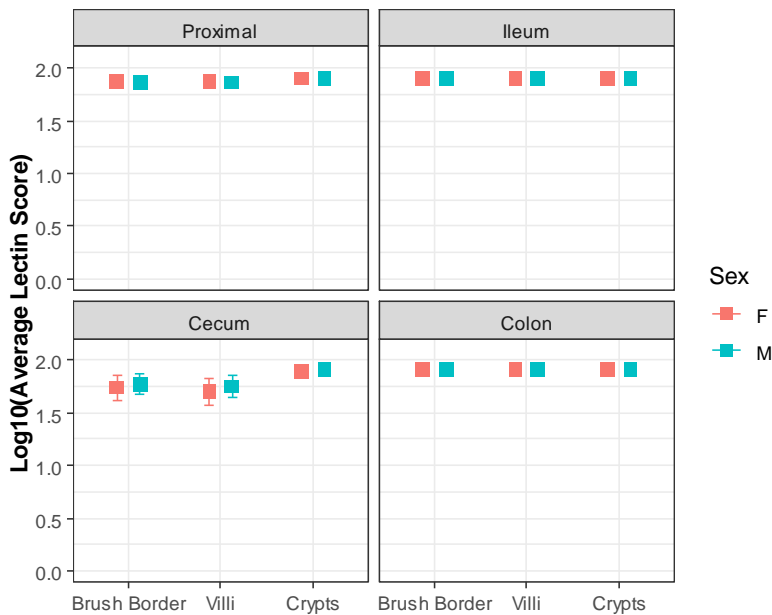 Proximal
Ileum
2.0
1.5
1.0
0.5
0.0
Log10(Average Lectin Score)
Sex
F
M
Cecum
Colon
2.0
1.5
1.0
0.5
0.0
Brush Border
Villi
Crypts
Brush Border
Villi
Crypts